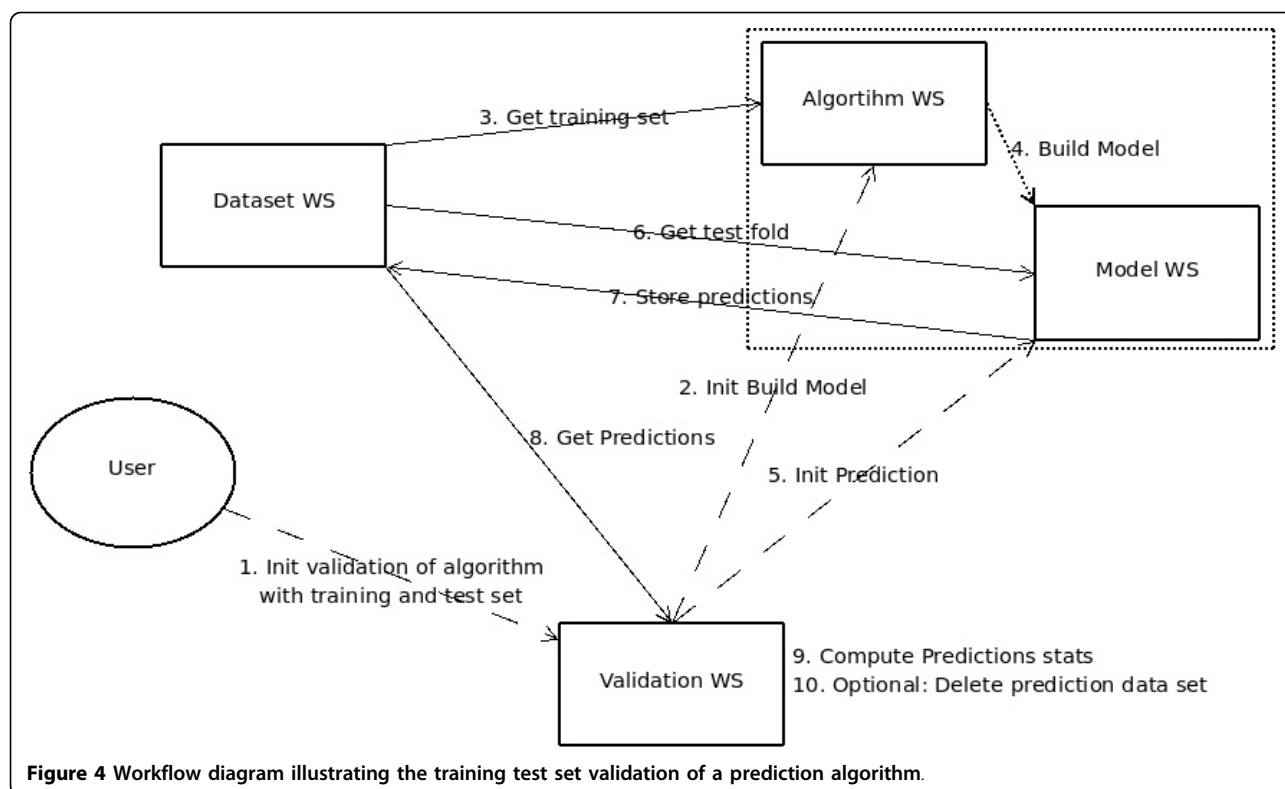 Algortihm WS
3. Get training set
4. Build Model
Dataset WS
6. Get test fold
Model WS
7. Store predictions
2. Init Build Model
8. Get Predictions
User
5. Init Prediction
1. Init validation of algorithm
with training and test set
Validation WS
9. Compute Predictions stats
10. Optional: Delete prediction data set
Figure 4 Workflow diagram illustrating the training test set validation of a prediction algorithm.